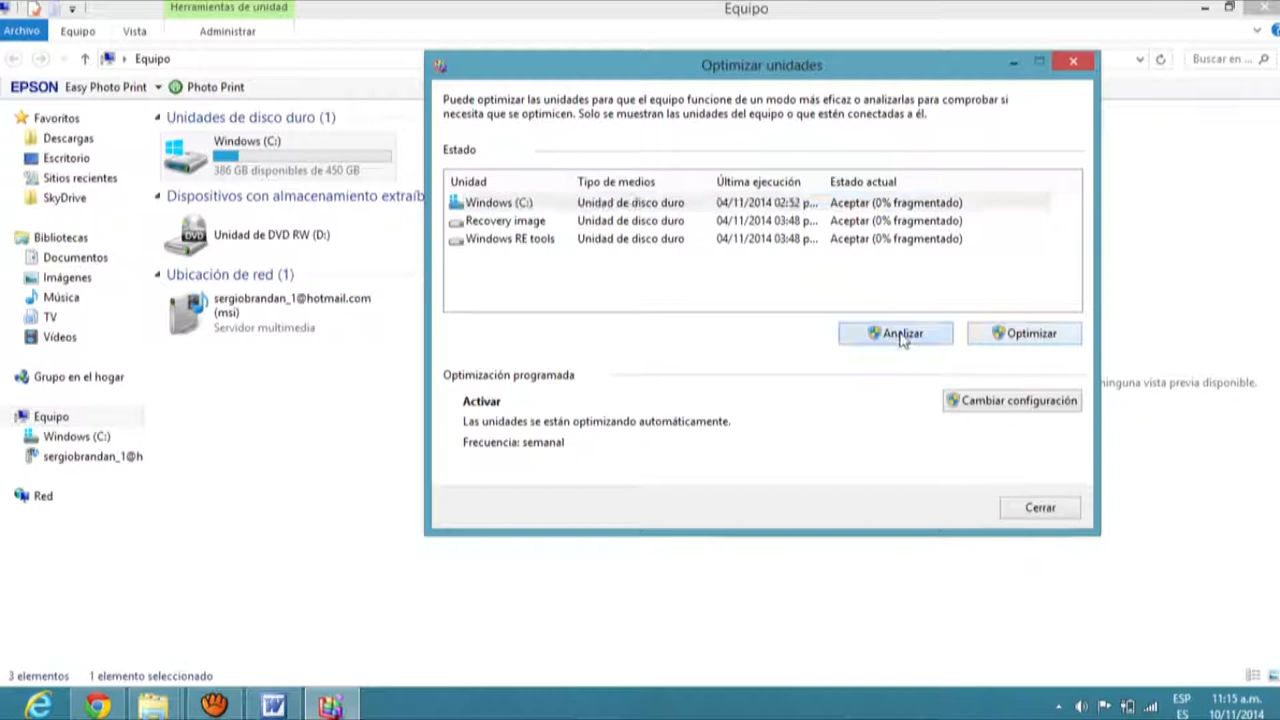 Herramientas de unidad
Equipo
Archivo
Equipo
Vista
Administrar
Equipo
Buscar en ...
EPSON Easy Photo Print
Photo Print
Favoritos
Descargas
Escritorio
Sitios recientes
SkyDrive
Bibliotecas
Documentos
Imágenes
Música
TV
Vídeos
Grupo en el hogar
Equipo
Windows (C:)
sergiobrandan_1@h
Red
Unidades de disco duro (1)
Windows (C:)
386 GB disponibles de 450 GB
Dispositivos con almacenamiento extraíb
DVD
Unidad de DVD RW (D:)
Ubicación de red (1)
sergiobrandan_1@hotmail.com
(msi)
Servidor multimedia
Optimizar unidades
Puede optimizar las unidades para que el equipo funcione de un modo más eficaz o analizarlas para comprobar si
necesita que se optimicen. Solo se muestran las unidades del equipo o que estén conectadas a él.
Estado
Unidad Tipo de medios Última ejecución Estado actual
Windows (C:) Unidad de disco duro 04/11/2014 02:52 p... Aceptar (0% fragmentado)
Recovery image Unidad de disco duro 04/11/2014 03:48 p... Aceptar (0% fragmentado)
Windows RE tools Unidad de disco duro 04/11/2014 03:48 p... Aceptar (0% fragmentado)
Analizar
Optimizar
Optimización programada
Activar
Cambiar configuración
Las unidades se están optimizando automáticamente.
Frecuencia: semanal
Cerrar
ninguna vista previa disponible.
3 elementos 1 elemento seleccionado
ESP
ES
11:15 a.m.
10/11/2014